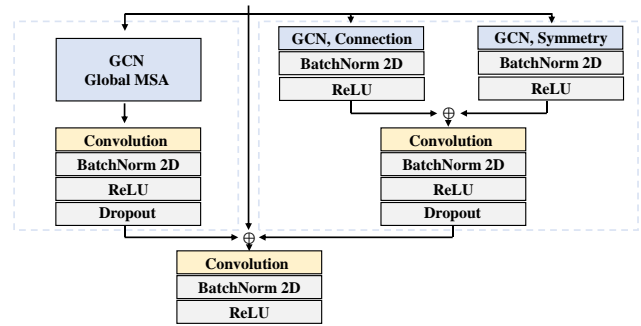 GCN
Global MSA
Convolution
BatchNorm 2D
ReLU
Dropout
GCN, Connection
BatchNorm 2D
ReLU
GCN, Symmetry
BatchNorm 2D
ReLU
Convolution
BatchNorm 2D
ReLU
Dropout
Convolution
BatchNorm 2D
ReLU